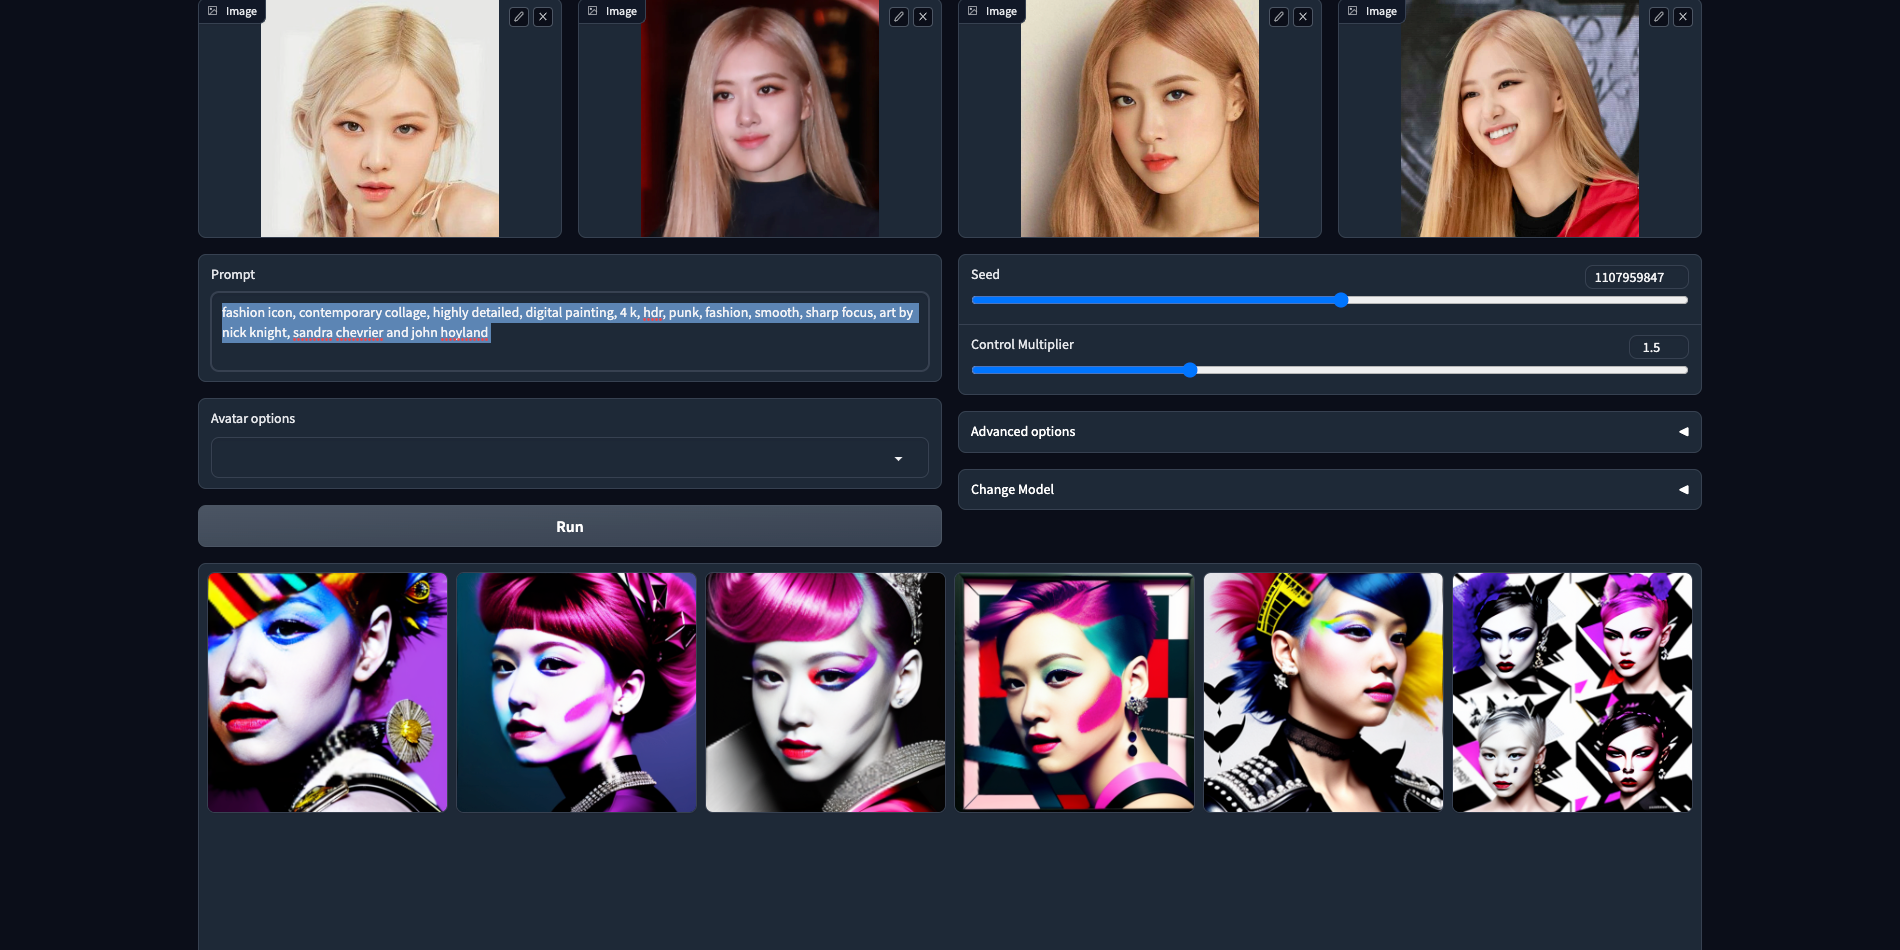 Image
Image
Image
Image
Prompt
fashion icon, contemporary collage, highly detailed, digital painting, 4 k, hdr, punk, fashion, smooth, sharp focus, art by
nick knight, sandra chevrier and john hoyland
Seed
1107959847
Control Multiplier
1.5
Avatar options
Advanced options
Change Model
Run